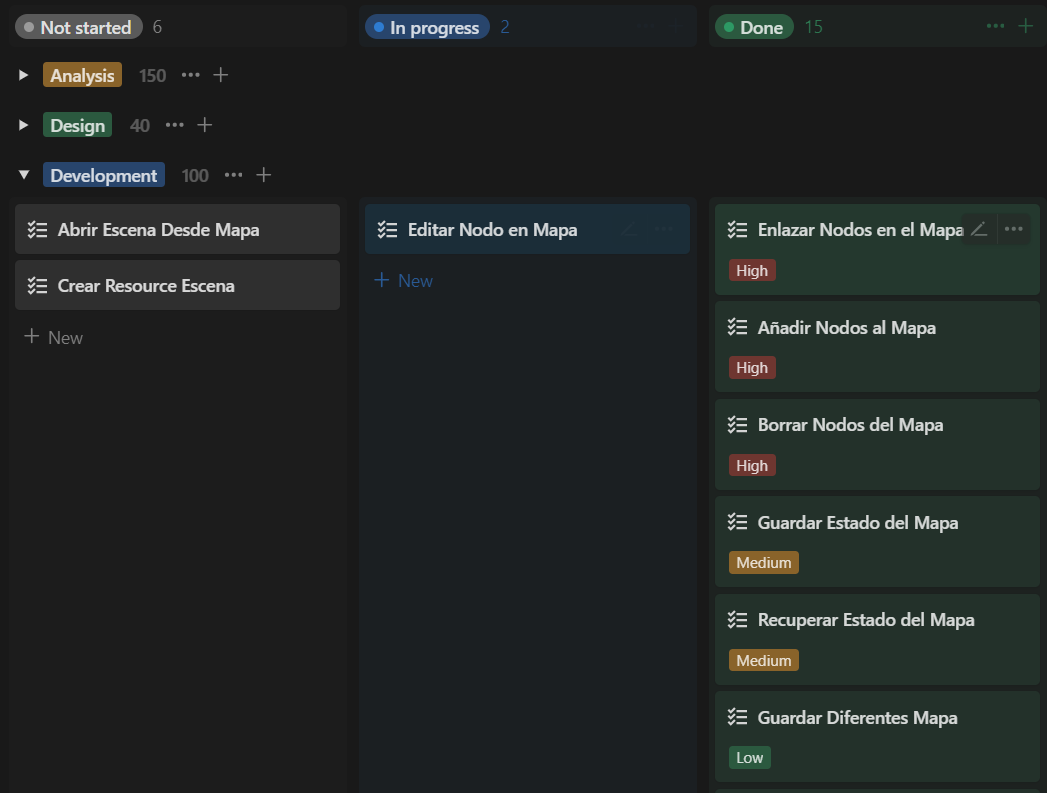 Not started 6
In progress 2
Done 15
Analysis 150
Design 40
Development 100
Abrir Escena Desde Mapa
Crear Resource Escena
New
Editar Nodo en Mapa
New
Enlazar Nodos en el Mapa
High
Añadir Nodos al Mapa
High
Borrar Nodos del Mapa
High
Guardar Estado del Mapa
Medium
Recuperar Estado del Mapa
Medium
Guardar Diferentes Mapa
Low